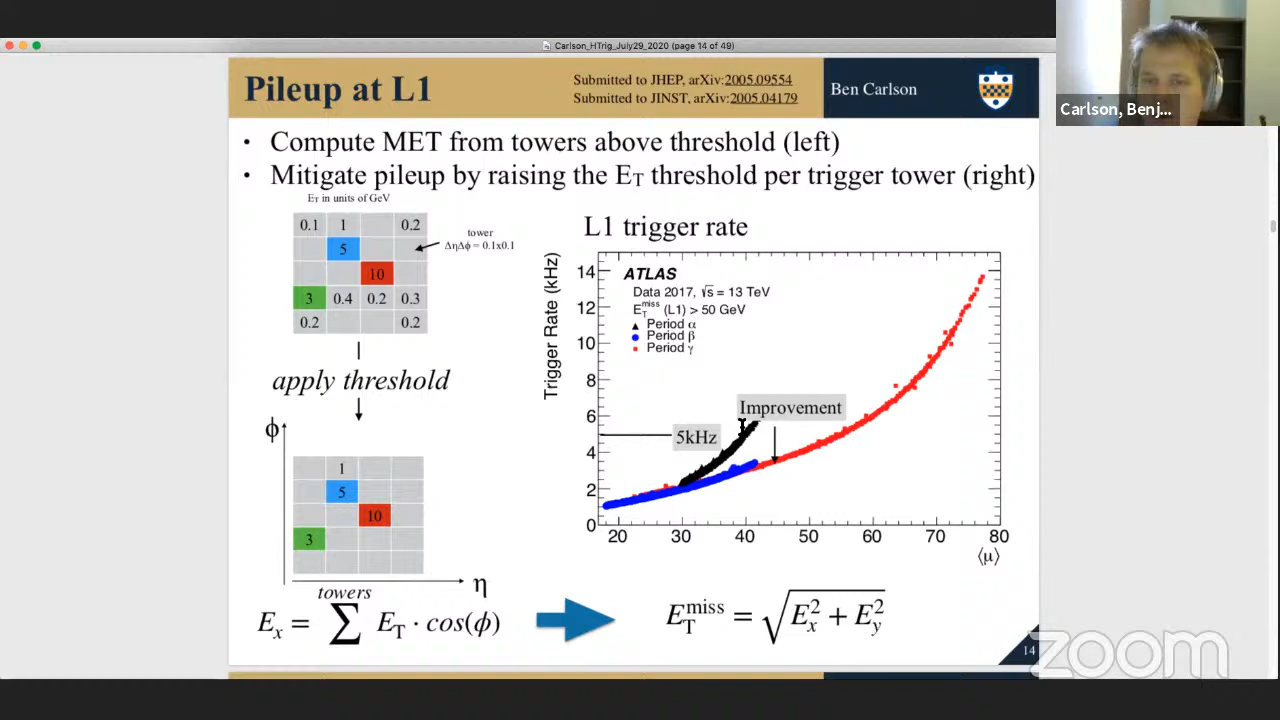 Carlson_HTrig_July29_2020 (page 14 of 49)
Carlson, Benj...
Pileup at L1
Submitted to JHEP, arXiv:2005.09554
Submitted to JINST, arXiv:2005.04179
Ben Carlson
• Compute MET from towers above threshold (left)
• Mitigate pileup by raising the ET threshold per trigger tower (right)
ET in units of GeV
0.1 1 0.2
5
10
3 0.4 0.2 0.3
0.2 0.2
tower
ΔηΔϕ = 0.1x0.1
apply threshold
ϕ
1
5
10
3
η
towers
Ex = ∑ ET · cos(ϕ)
L1 trigger rate
Trigger Rate (kHz)
14
12
10
8
6
4
2
0
ATLAS
Data 2017, √s = 13 TeV
ETmiss (L1) > 50 GeV
Period α
Period β
Period γ
Improvement
5kHz
20 30 40 50 60 70 80
⟨μ⟩
ETmiss = √Ex2 + Ey2
14
zoom